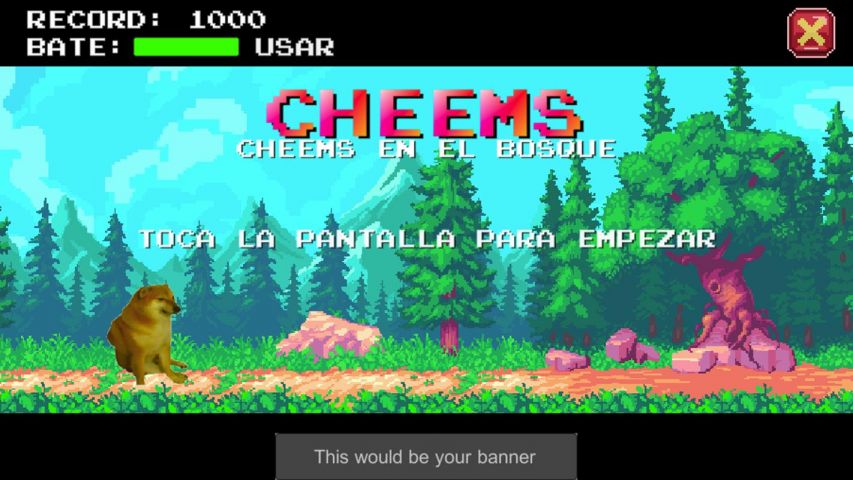 RECORD: 1000
BATE: USAR
CHEEMS
CHEEMS EN EL BOSQUE
TOCA LA PANTALLA PARA EMPEZAR
This would be your banner